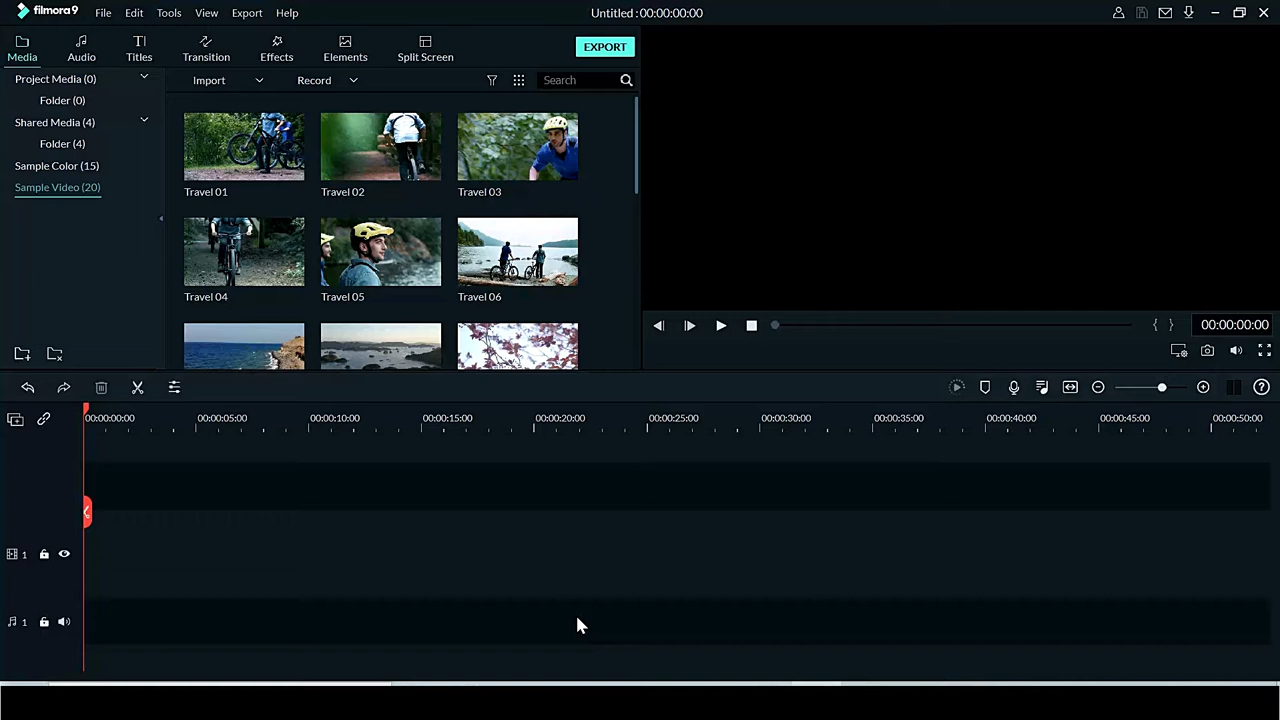 filmora9 File Edit Tools View Export Help Untitled : 00:00:00:00
Media Audio Titles Transition Effects Elements Split Screen EXPORT
Project Media (0)
Folder (0)
Shared Media (4)
Folder (4)
Sample Color (15)
Sample Video (20)
Import Record Search
Travel 01 Travel 02 Travel 03
Travel 04 Travel 05 Travel 06
00:00:00:00
00:00:00:00 00:00:05:00 00:00:10:00 00:00:15:00 00:00:20:00 00:00:25:00 00:00:30:00 00:00:35:00 00:00:40:00 00:00:45:00 00:00:50:00
1
1